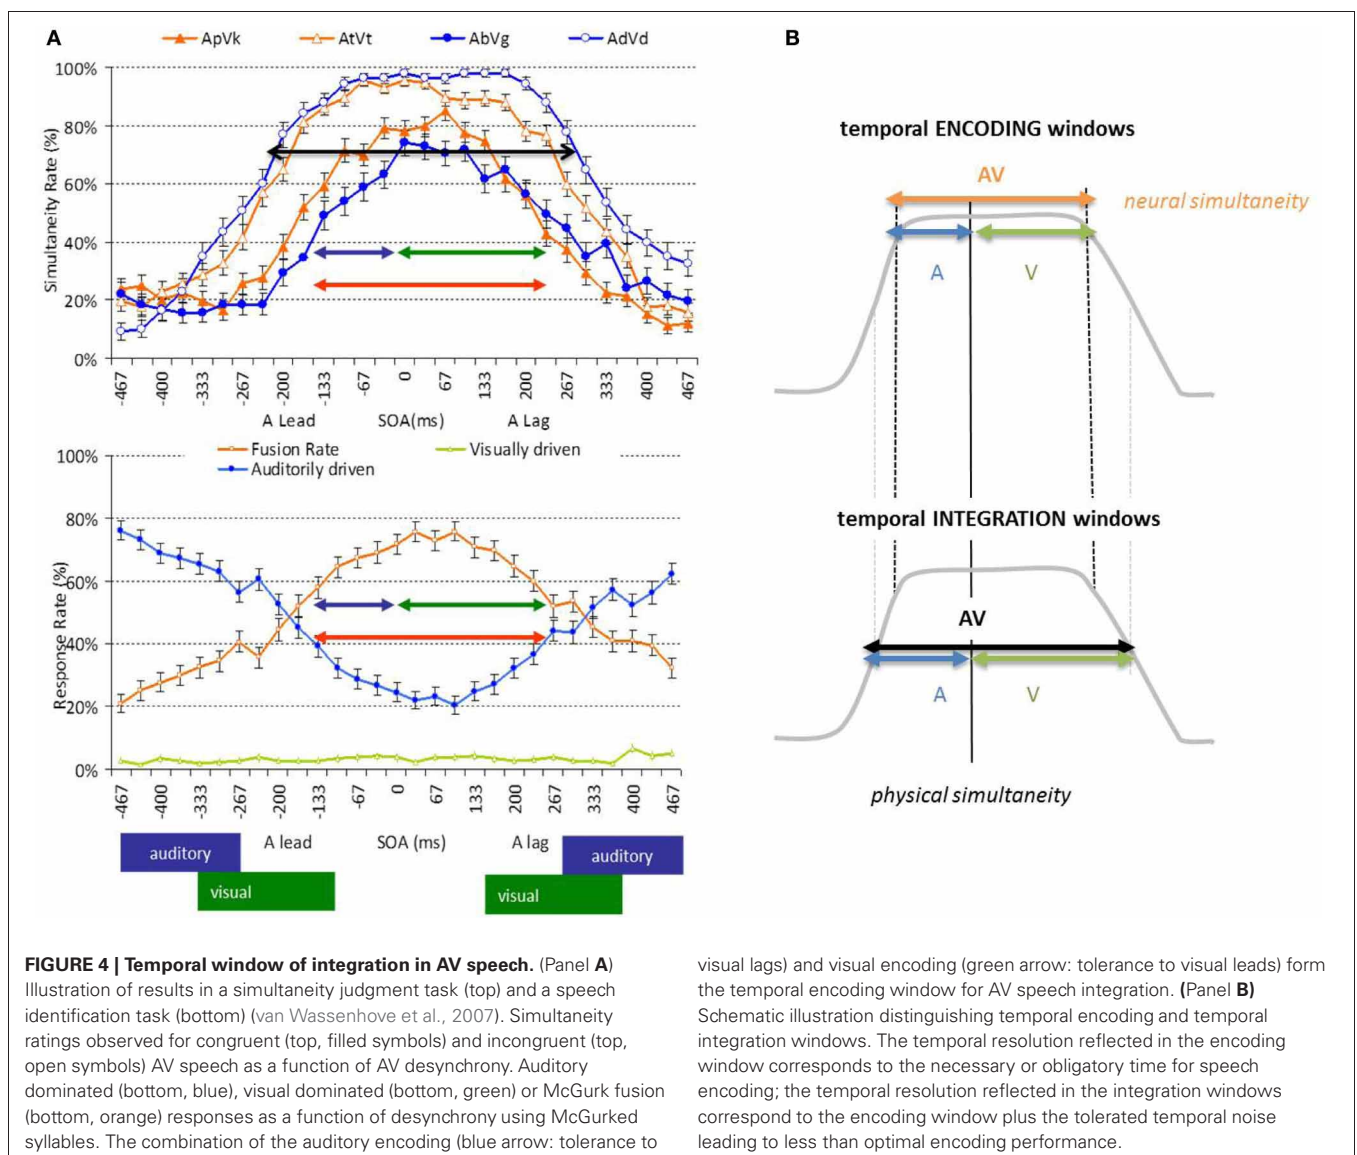 A
ApVk AtVt AbVg AdVd
100%
80%
60%
40%
20%
0%
Simultaneity Rate (%)
-467 -400 -333 -267 -200 -133 -67 0 67 133 200 267 333 400 467
A Lead SOA(ms) A Lag
Fusion Rate Visually driven
Auditorily driven
100%
80%
60%
40%
20%
0%
Response Rate (%)
-467 -400 -333 -267 -200 -133 -67 0 67 133 200 267 333 400 467
A lead SOA (ms) A lag
auditory auditory
visual visual
B
temporal ENCODING windows
AV
neural simultaneity
A V
temporal INTEGRATION windows
AV
A V
physical simultaneity
FIGURE 4 | Temporal window of integration in AV speech. (Panel A)
Illustration of results in a simultaneity judgment task (top) and a speech
identification task (bottom) (van Wassenhove et al., 2007). Simultaneity
ratings observed for congruent (top, filled symbols) and incongruent (top,
open symbols) AV speech as a function of AV desynchrony. Auditory
dominated (bottom, blue), visual dominated (bottom, green) or McGurk fusion
(bottom, orange) responses as a function of desynchrony using McGurked
syllables. The combination of the auditory encoding (blue arrow: tolerance to
visual lags) and visual encoding (green arrow: tolerance to visual leads) form
the temporal encoding window for AV speech integration. (Panel B)
Schematic illustration distinguishing temporal encoding and temporal
integration windows. The temporal resolution reflected in the encoding
window corresponds to the necessary or obligatory time for speech
encoding; the temporal resolution reflected in the integration windows
correspond to the encoding window plus the tolerated temporal noise
leading to less than optimal encoding performance.